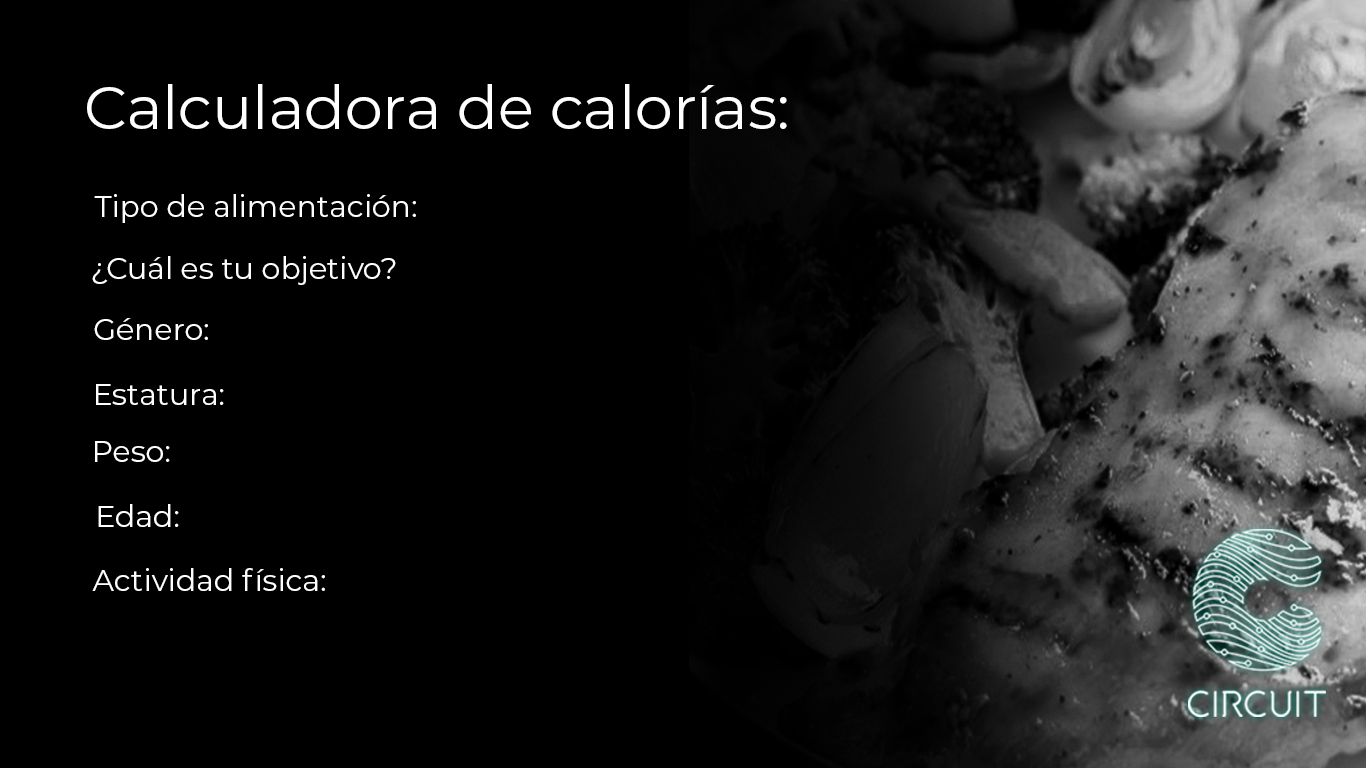 Calculadora de calorías:
Tipo de alimentación:
¿Cuál es tu objetivo?
Género:
Estatura:
Peso:
Edad:
Actividad física:
CIRCUIT